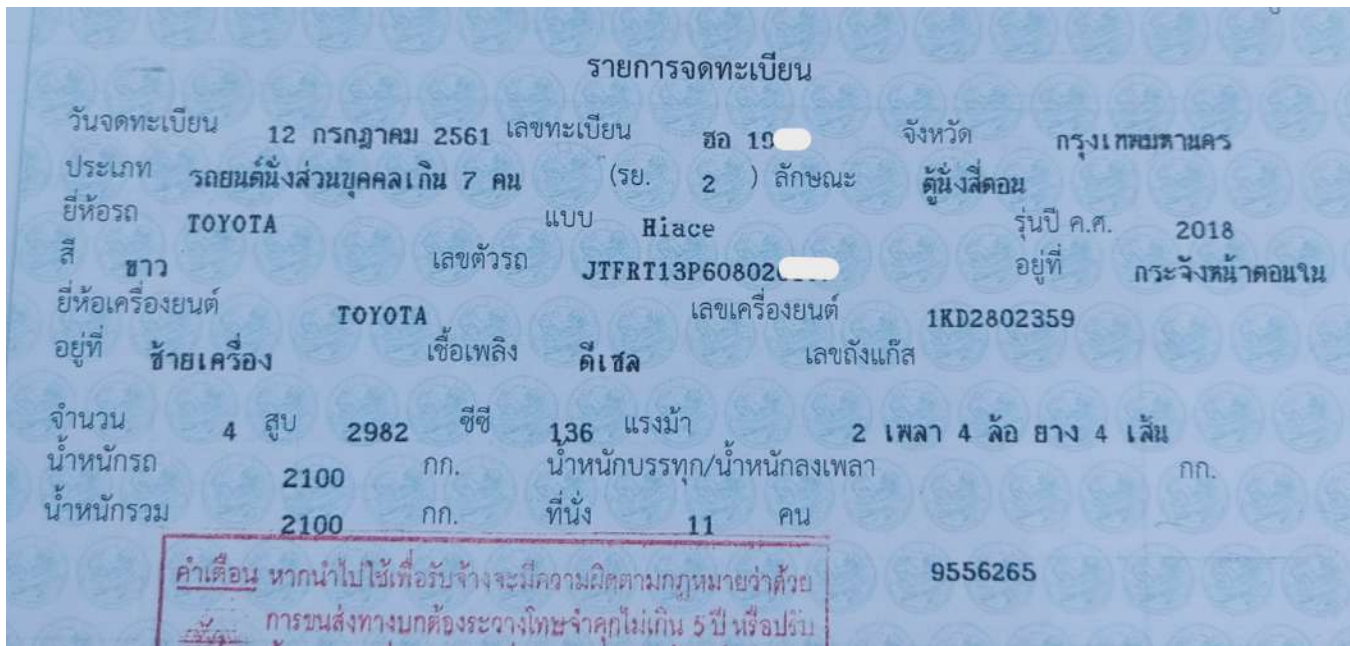 รายการจดทะเบียน
วันจดทะเบียน 12 กรกฎาคม 2561 เลขทะเบียน ฮอ 19 จังหวัด กรุงเทพมหานคร
ประเภท รถยนต์นั่งส่วนบุคคลเกิน 7 คน (รย. 2 ) ลักษณะ ตู้นั่งสี่ตอน
ยี่ห้อรถ TOYOTA แบบ Hiace รุ่นปี ค.ศ. 2018
สี ขาว เลขตัวรถ JTFRT13P60802 อยู่ที่ กระจังหน้าตอนใน
ยี่ห้อเครื่องยนต์ TOYOTA เลขเครื่องยนต์ 1KD2802359
อยู่ที่ ซ้ายเครื่อง เชื้อเพลิง ดีเซล เลขถังแก๊ส
จำนวน 4 สูบ 2982 ซีซี 136 แรงม้า 2 เพลา 4 ล้อ ยาง 4 เส้น
น้ำหนักรถ 2100 กก. น้ำหนักบรรทุก/น้ำหนักลงเพลา กก.
น้ำหนักรวม 2100 กก. ที่นั่ง 11 คน
คำเตือน หากนำไปใช้เพื่อรับจ้างจะมีความผิดตามกฎหมายว่าด้วย 9556265
การขนส่งทางบกต้องระวางโทษจำคุกไม่เกิน 5 ปี หรือปรับ